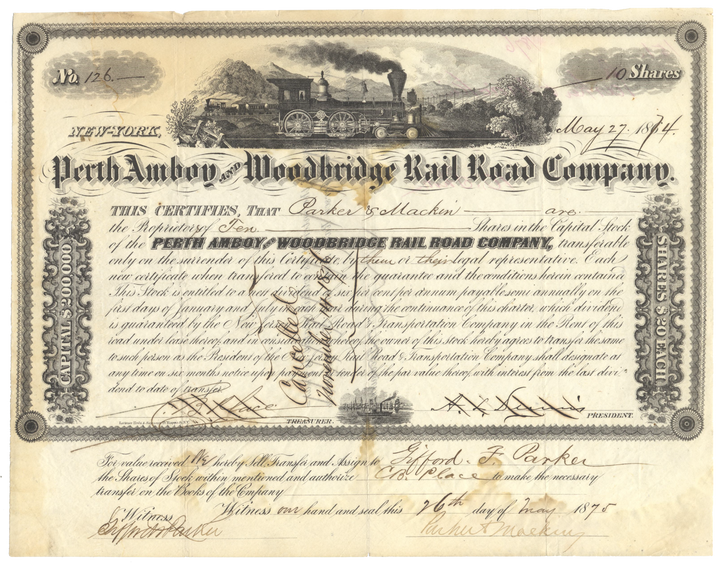 No. 126.
10 Shares
NEW-YORK, May 27, 1874.
Perth Amboy AND Woodbridge Rail Road Company.
THIS CERTIFIES, THAT Parker & Mackin are
the Proprietors of Ten Shares in the Capital Stock
of the PERTH AMBOY AND WOODBRIDGE RAIL ROAD COMPANY, transferable
only on the surrender of this Certificate by them or their legal representative. Each
new certificate when transferred to contain the guarantee and the conditions herein contained
This Stock is entitled to a dividend of six per cent per annum payable semi annually on the
first days of January and July in each year during the continuance of this charter, which dividend
is guaranteed by the New Jersey Rail Road & Transportation Company in the Rent of this
road under lease thereof, and in consideration thereof the owner of this stock hereby agrees to transfer the same
to such person as the President of the New Jersey Rail Road & Transportation Company shall designate at
any time on six months notice upon payment of the par value thereof, with interest from the last divi-
dend to date of transfer
CAPITAL $200,000
SHARES $20 EACH
Cancelled
November 14 1876
Place
TREASURER.
PRESIDENT.
For value received We hereby Sell, Transfer and Assign to Gifford. F. Parker
the Shares of Stock within mentioned and authorize C.B. Place to make the necessary
transfer on the Books of the Company
Witness Witness our hand and seal, this 26th day of May 1875
Parker & Mackin